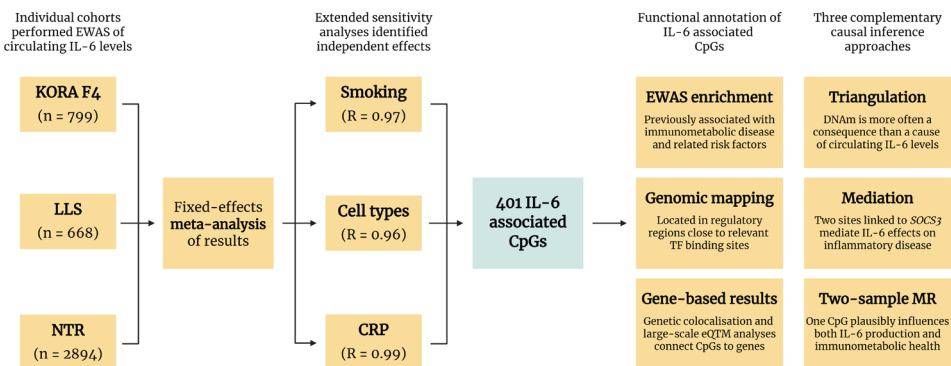 Individual cohorts
performed EWAS of
circulating IL-6 levels
KORA F4
(n = 799)
LLS
(n = 668)
NTR
(n = 2894)
Fixed-effects
meta-analysis
of results
Extended sensitivity
analyses identified
independent effects
Smoking
(R = 0.97)
Cell types
(R = 0.96)
CRP
(R = 0.99)
401 IL-6
associated
CpGs
Functional annotation of
IL-6 associated
CpGs
EWAS enrichment
Previously associated with
immunometabolic disease
and related risk factors
Genomic mapping
Located in regulatory
regions close to relevant
TF binding sites
Gene-based results
Genetic colocalisation and
large-scale eQTM analyses
connect CpGs to genes
Three complementary
causal inference
approaches
Triangulation
DNAm is more often a
consequence than a cause
of circulating IL-6 levels
Mediation
Two sites linked to SOCS3
mediate IL-6 effects on
inflammatory disease
Two-sample MR
One CpG plausibly influences
both IL-6 production and
immunometabolic health